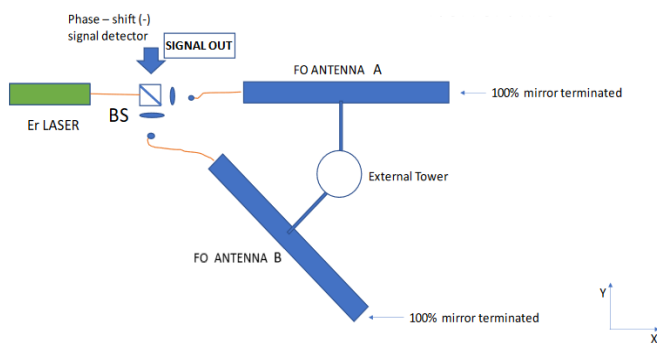 Phase – shift (-)
signal detector
SIGNAL OUT
FO ANTENNA A
100% mirror terminated
BS
Er LASER
External Tower
FO ANTENNA B
100% mirror terminated
Y
X